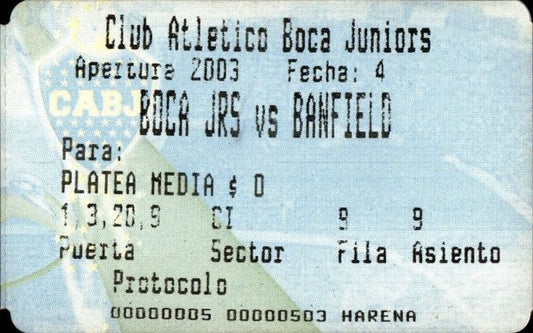 Club Atletico Boca Juniors
Apertura 2003 Fecha: 4
CABJ
BOCA JRS vs BANFIELD
Para:
PLATEA MEDIA $ 0
1,3,20,9 CI 9 9
Puerta Sector Fila Asiento
Protocolo
00000005 00000503 HARENA